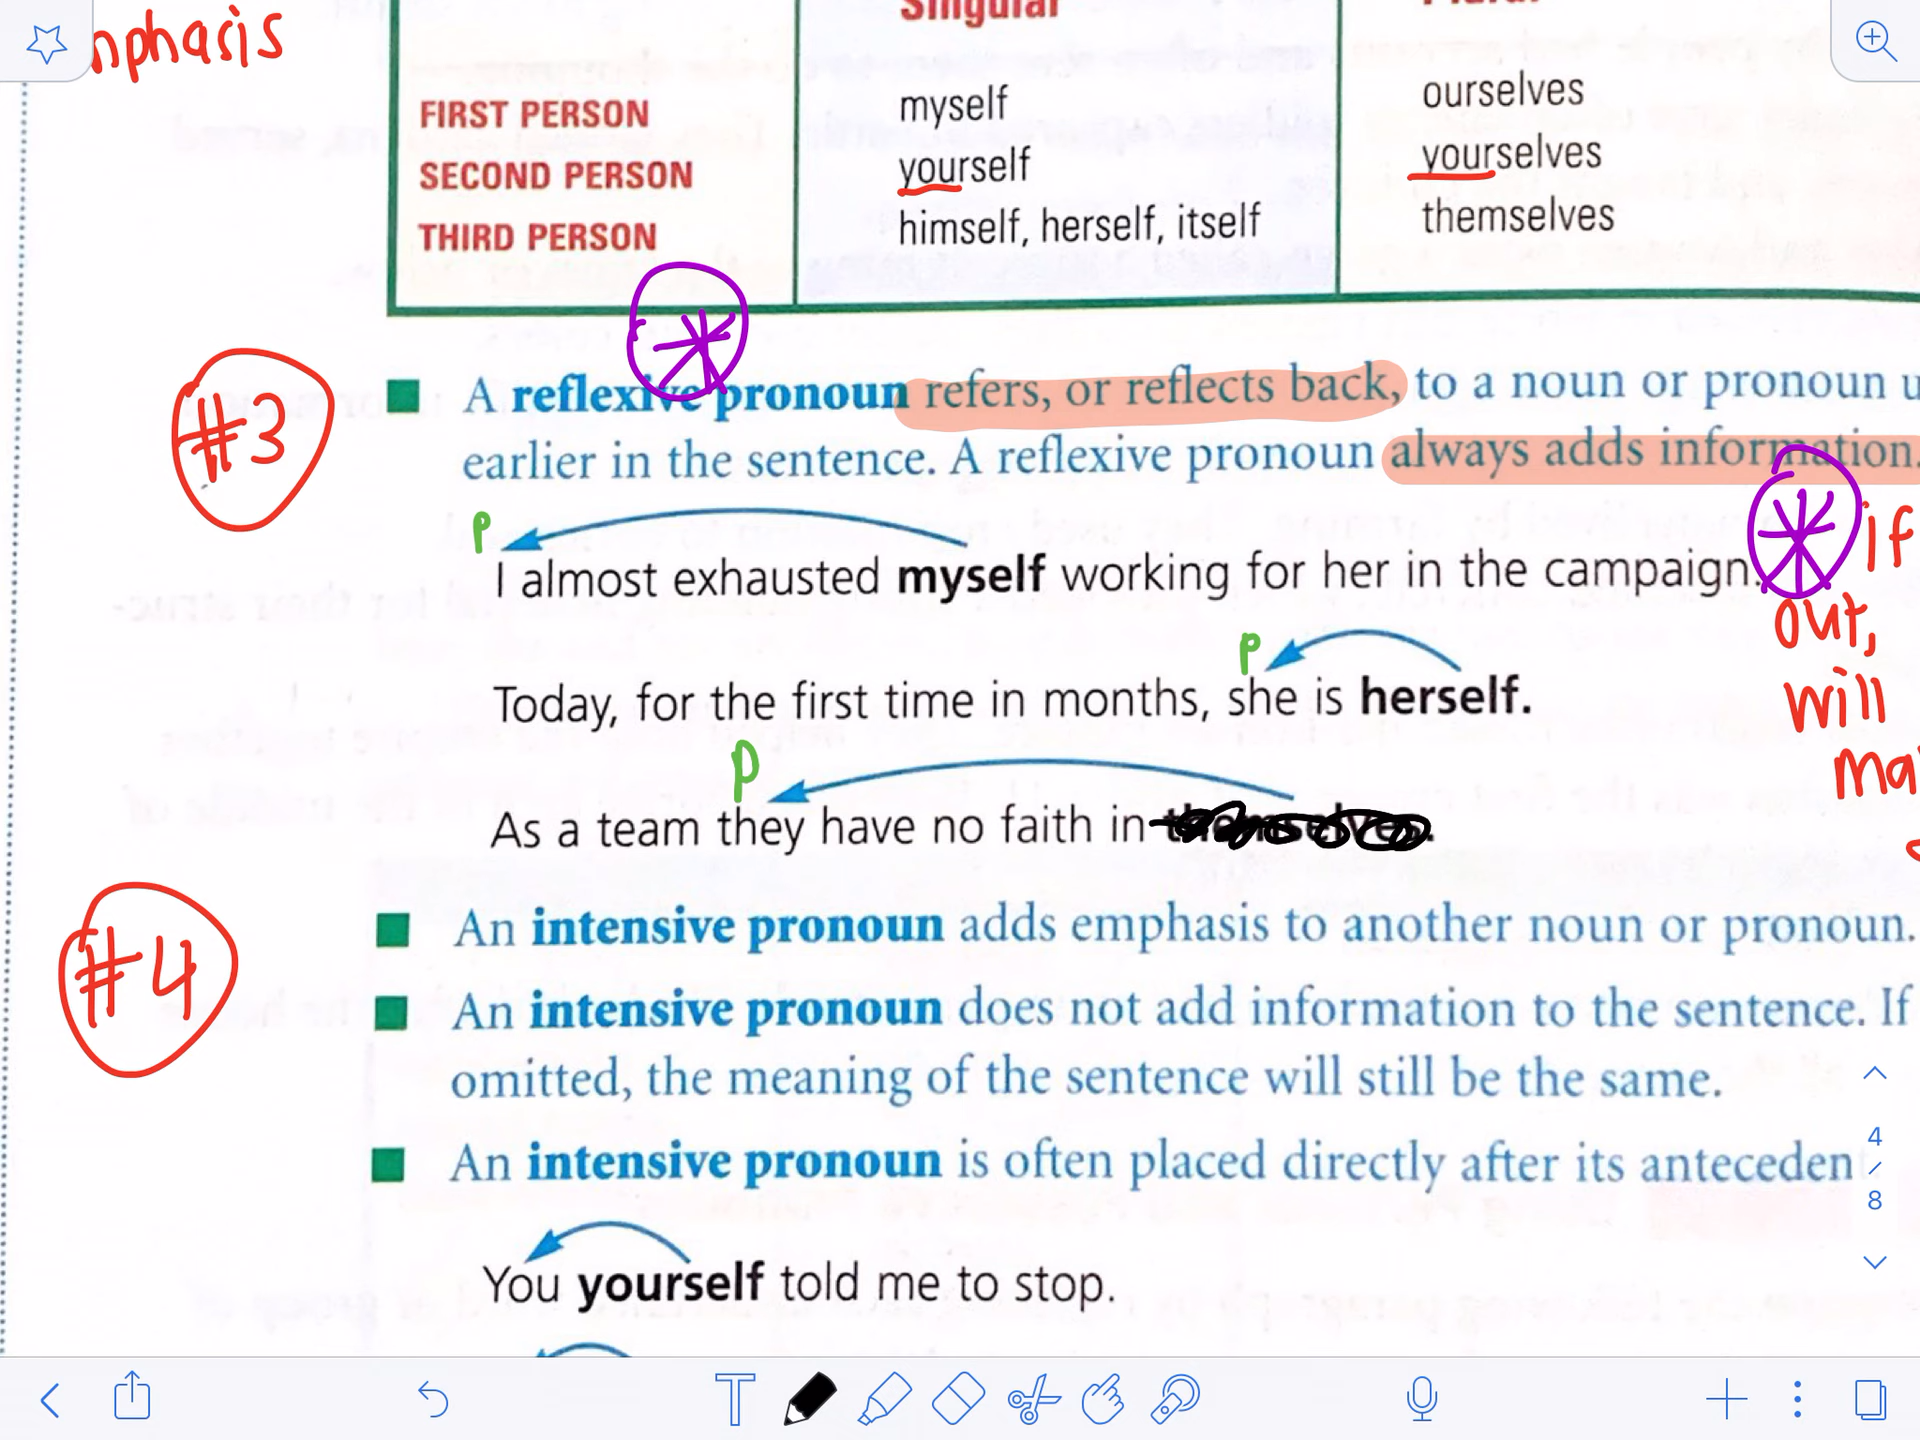 mphasis
Singular
FIRST PERSON myself ourselves
SECOND PERSON yourself yourselves
THIRD PERSON himself, herself, itself themselves
#3
A reflexive pronoun refers, or reflects back, to a noun or pronoun u
earlier in the sentence. A reflexive pronoun always adds information.
P
I almost exhausted myself working for her in the campaign.
if
out,
will
ma
P
Today, for the first time in months, she is herself.
P
As a team they have no faith in themselves.
#4
An intensive pronoun adds emphasis to another noun or pronoun.
An intensive pronoun does not add information to the sentence. If
omitted, the meaning of the sentence will still be the same.
An intensive pronoun is often placed directly after its anteceden
You yourself told me to stop.
4
/
8
T